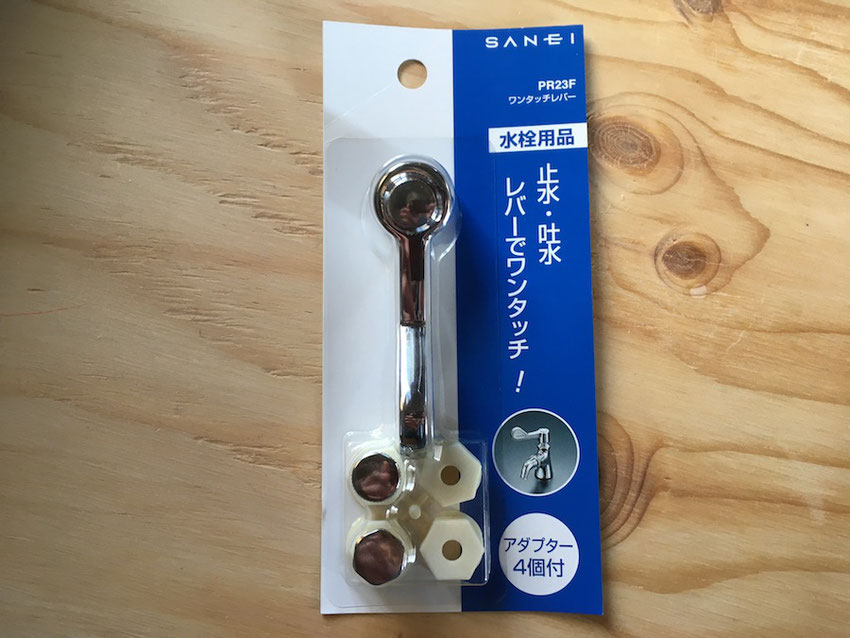 SANEI
PR23F
ワンタッチレバー
水栓用品
止水・吐水
レバーでワンタッチ!
アダプター
4個付